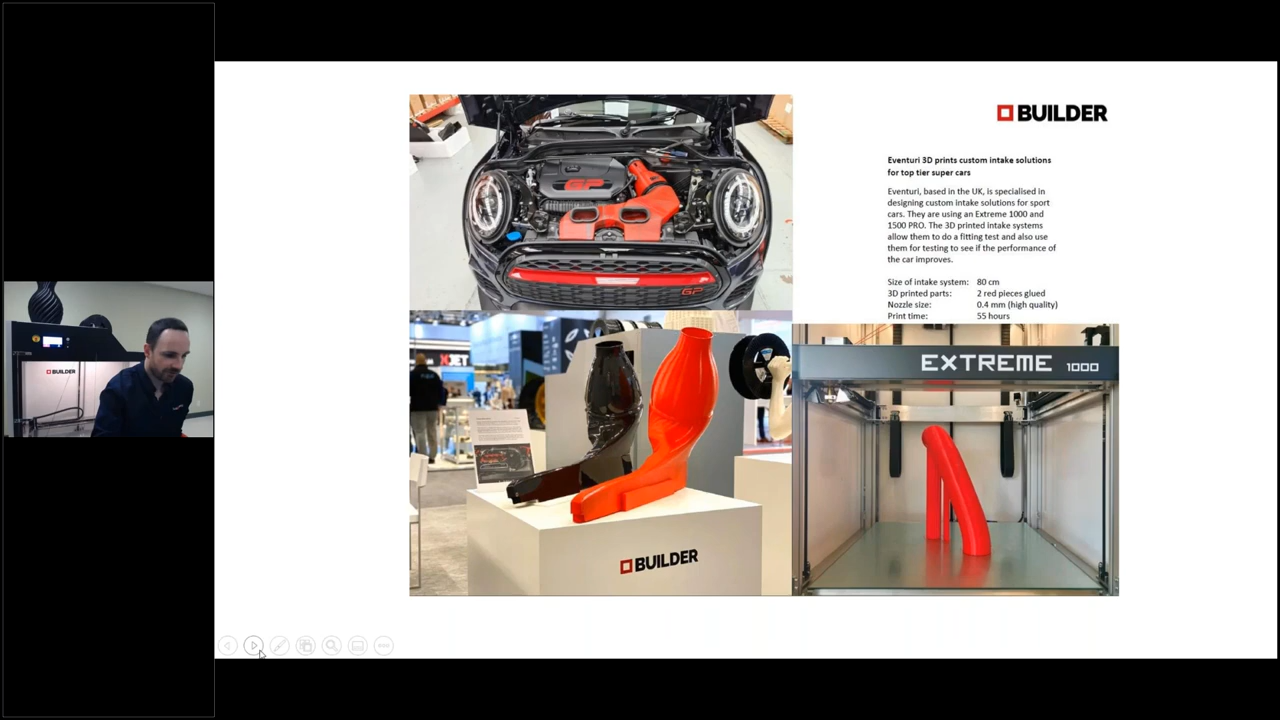 BUILDER
Eventuri 3D prints custom intake solutions
for top tier super cars
Eventuri, based in the UK, is specialised in
designing custom intake solutions for sport
cars. They are using an Extreme 1000 and
1500 PRO. The 3D printed intake systems
allow them to do a fitting test and also use
them for testing to see if the performance of
the car improves.
Size of intake system: 80 cm
3D printed parts: 2 red pieces glued
Nozzle size: 0.4 mm (high quality)
Print time: 55 hours
GP
GP
XJET
BUILDER
EXTREME 1000
BUILDER